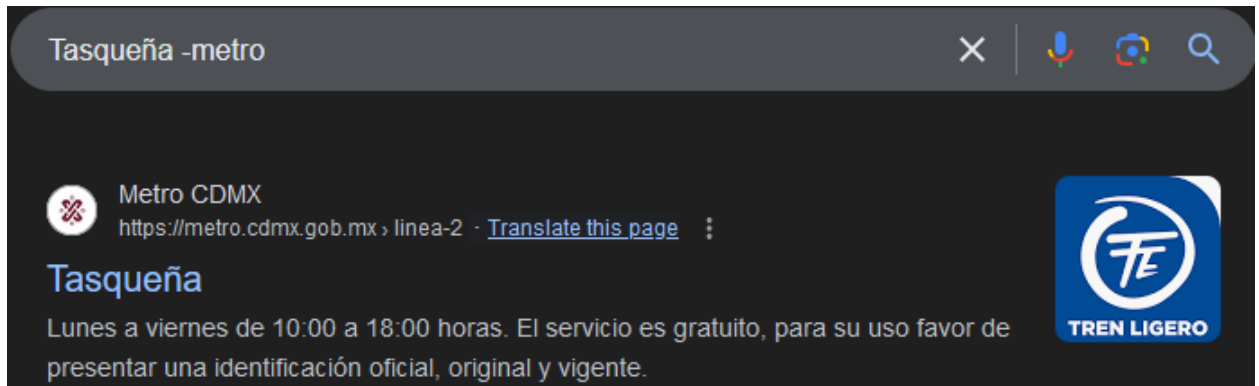 Tasqueña -metro
Metro CDMX
https://metro.cdmx.gob.mx › linea-2 · Translate this page
Tasqueña
Lunes a viernes de 10:00 a 18:00 horas. El servicio es gratuito, para su uso favor de
presentar una identificación oficial, original y vigente.
TE
TREN LIGERO